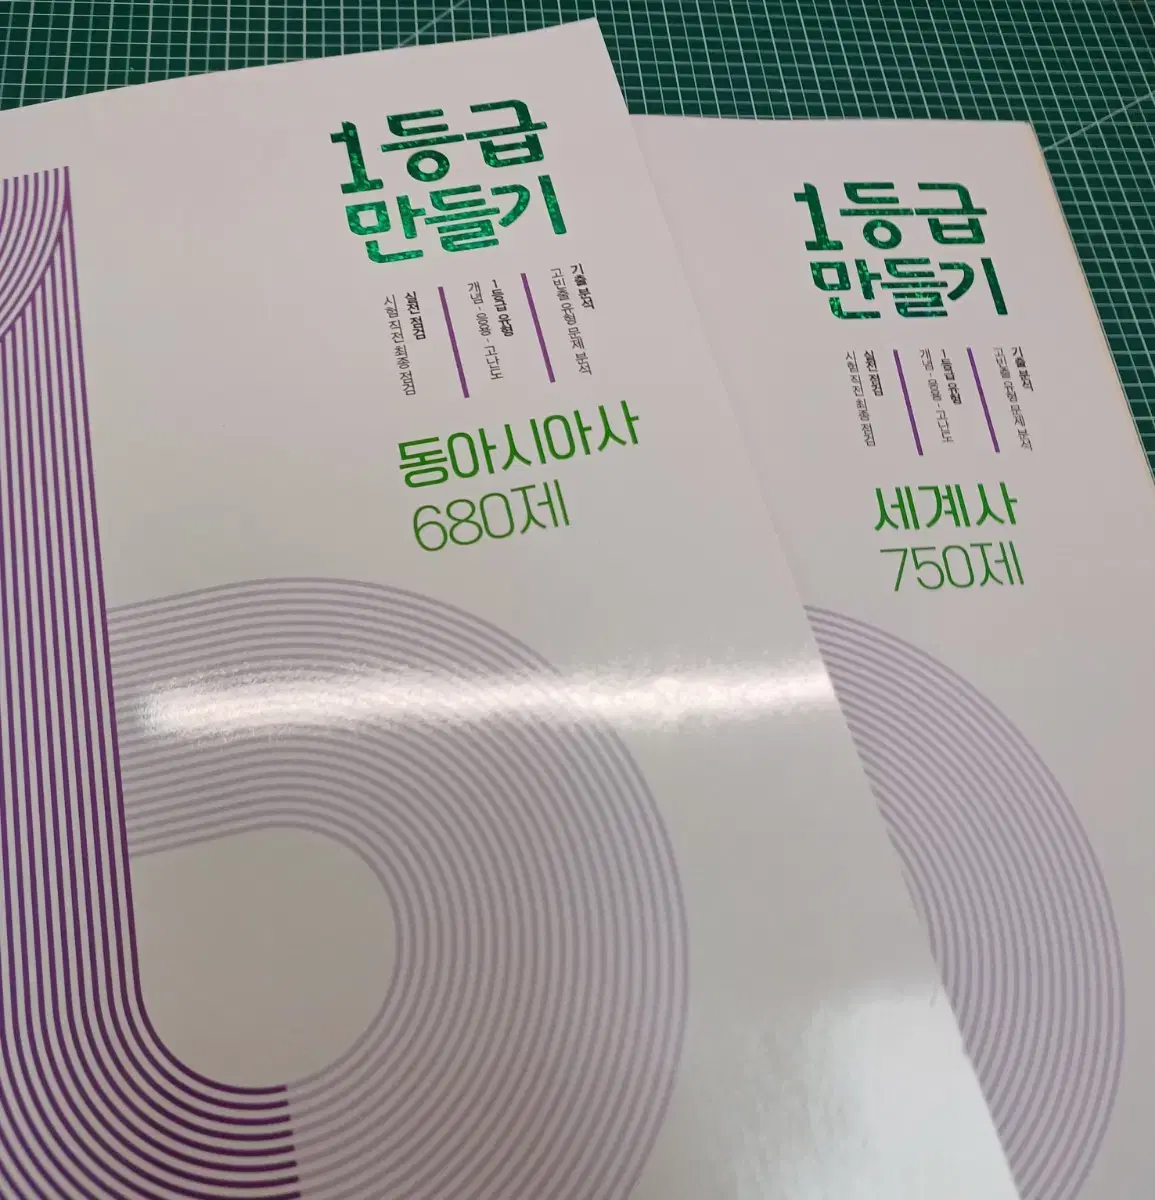 1등급
만들기
기출 분석
고빈출 유형 문제 분석
1등급 유형
개념·응용·고난도
실전 점검
시험 직전 최종 점검
동아시아사
680제
1등급
만들기
기출 분석
고빈출 유형 문제 분석
1등급 유형
개념·응용·고난도
실전 점검
시험 직전 최종 점검
세계사
750제